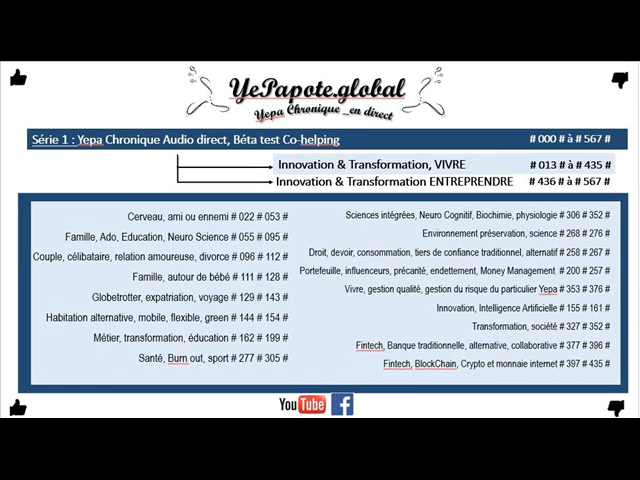 YePapote.global
Yepa Chronique _en direct
Série 1 : Yepa Chronique Audio direct, Béta test Co-helping # 000 # à # 567 #
Innovation & Transformation, VIVRE # 013 # à # 435 #
Innovation & Transformation ENTREPRENDRE # 436 # à # 567 #
Cerveau, ami ou ennemi # 022 # 053 #
Famille, Ado, Education, Neuro Science # 055 # 095 #
Couple, célibataire, relation amoureuse, divorce # 096 # 112 #
Famille, autour de bébé # 111 # 128 #
Globetrotter, expatriation, voyage # 129 # 143 #
Habitation alternative, mobile, flexible, green # 144 # 154 #
Métier, transformation, éducation # 162 # 199 #
Santé, Burn out, sport # 277 # 305 #
Sciences intégrées, Neuro Cognitif, Biochimie, physiologie # 306 # 352 #
Environnement préservation, science # 268 # 276 #
Droit, devoir, consommation, tiers de confiance traditionnel, alternatif # 258 # 267 #
Portefeuille, influenceurs, précarité, endettement, Money Management # 200 # 257 #
Vivre, gestion qualité, gestion du risque du particulier Yepa # 353 # 376 #
Innovation, Intelligence Artificielle # 155 # 161 #
Transformation, société # 327 # 352 #
Fintech, Banque traditionnelle, alternative, collaborative # 377 # 396 #
Fintech, BlockChain, Crypto et monnaie internet # 397 # 435 #
YouTube f